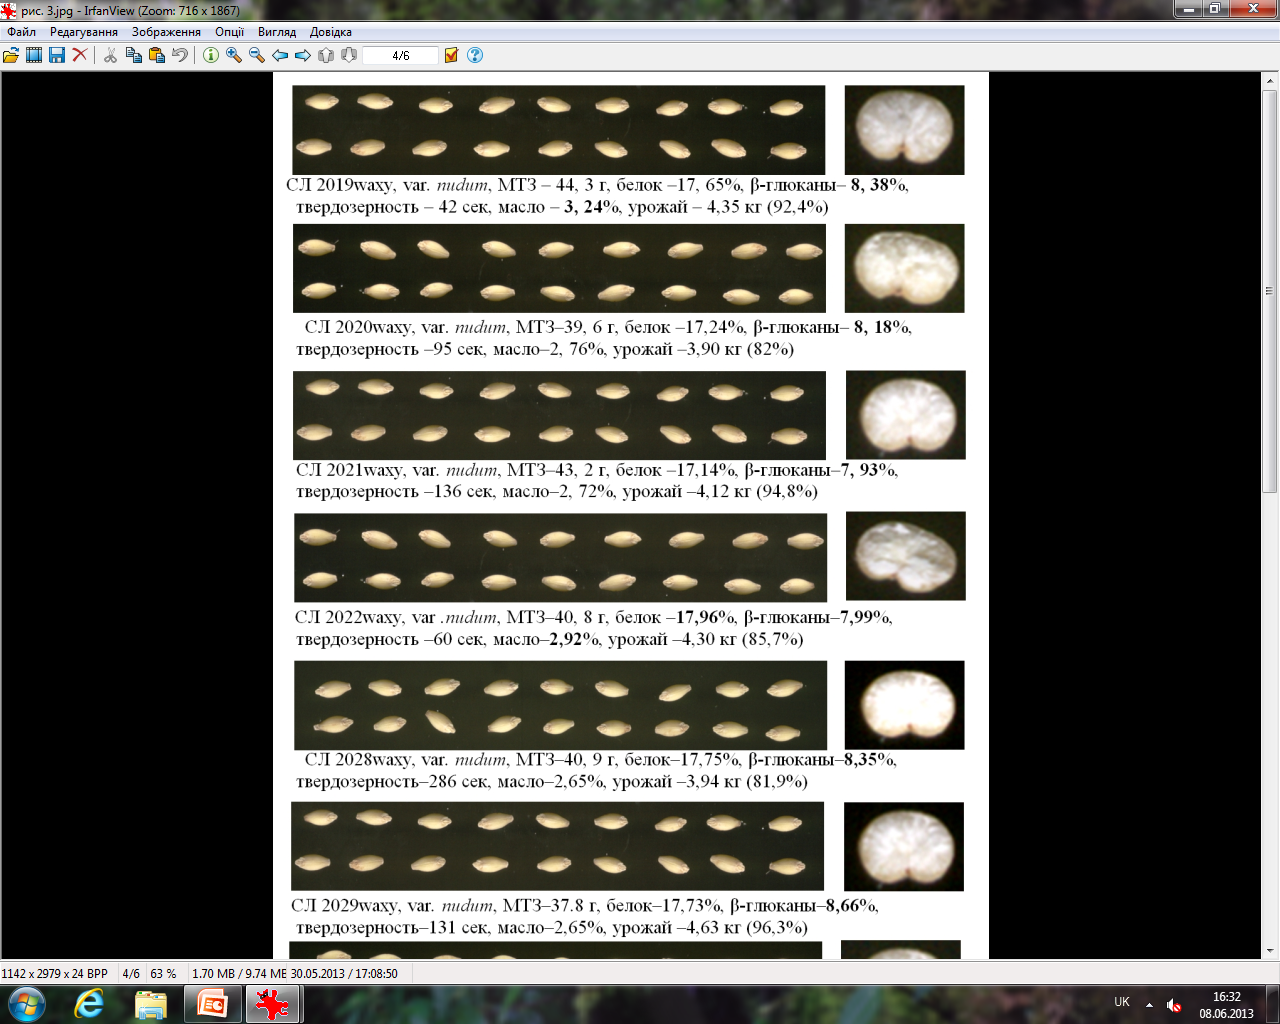 рис. 3.jpg - IrfanView (Zoom: 716 x 1867)
Файл Редагування Зображення Опції Вигляд Довідка
4/6
СЛ 2019waxy, var. nudum, МТЗ – 44, 3 г, белок –17, 65%, β-глюканы– 8, 38%,
твердозерность – 42 сек, масло – 3, 24%, урожай – 4,35 кг (92,4%)
СЛ 2020waxy, var. nudum, МТЗ–39, 6 г, белок –17,24%, β-глюканы– 8, 18%,
твердозерность –95 сек, масло–2, 76%, урожай –3,90 кг (82%)
СЛ 2021waxy, var. nudum, МТЗ–43, 2 г, белок –17,14%, β-глюканы–7, 93%,
твердозерность –136 сек, масло–2, 72%, урожай –4,12 кг (94,8%)
СЛ 2022waxy, var .nudum, МТЗ–40, 8 г, белок –17,96%, β-глюканы–7,99%,
твердозерность –60 сек, масло–2,92%, урожай –4,30 кг (85,7%)
СЛ 2028waxy, var. nudum, МТЗ–40, 9 г, белок–17,75%, β-глюканы–8,35%,
твердозерность–286 сек, масло–2,65%, урожай –3,94 кг (81,9%)
СЛ 2029waxy, var. nudum, МТЗ–37.8 г, белок–17,73%, β-глюканы–8,66%,
твердозерность–131 сек, масло–2,65%, урожай –4,63 кг (96,3%)
1142 x 2979 x 24 BPP 4/6 63 % 1.70 MB / 9.74 MB 30.05.2013 / 17:08:50
UK 16:32
08.06.2013